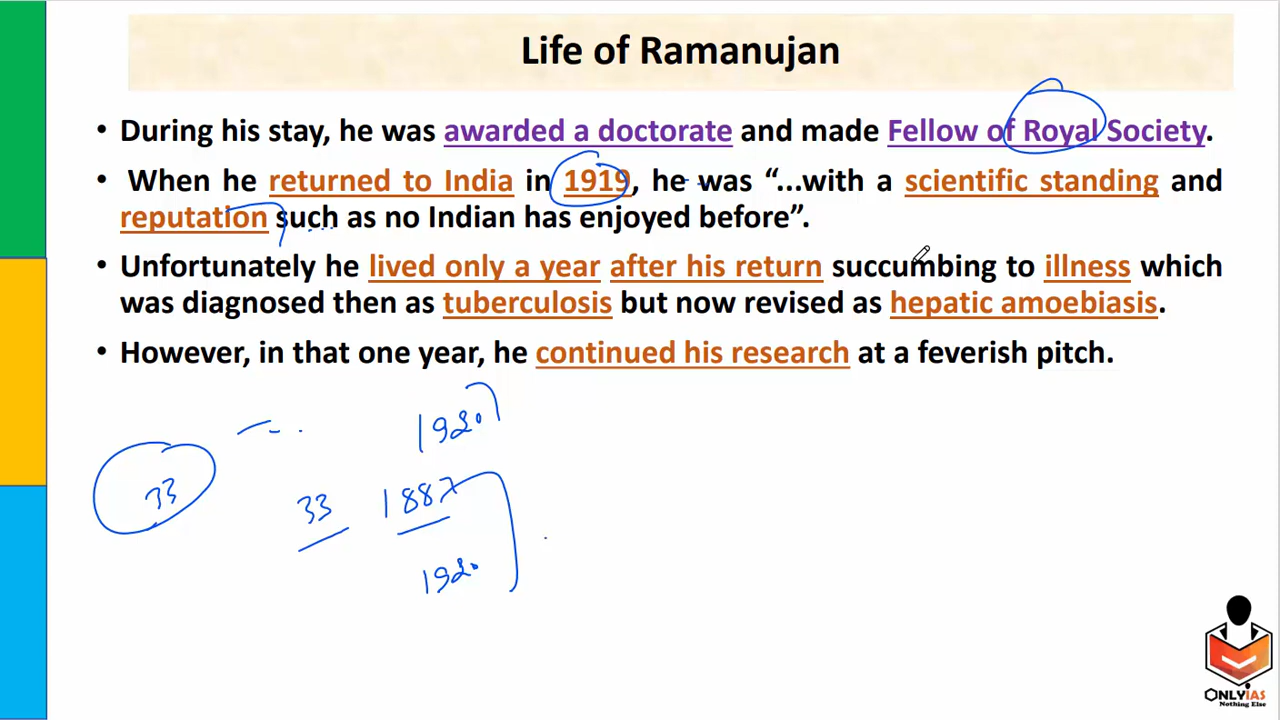 Life of Ramanujan
• During his stay, he was awarded a doctorate and made Fellow of Royal Society.
• When he returned to India in 1919, he was “...with a scientific standing and
reputation such as no Indian has enjoyed before”.
• Unfortunately he lived only a year after his return succumbing to illness which
was diagnosed then as tuberculosis but now revised as hepatic amoebiasis.
• However, in that one year, he continued his research at a feverish pitch.
1920
33
33 1887
1920
ONLYIAS
Nothing Else